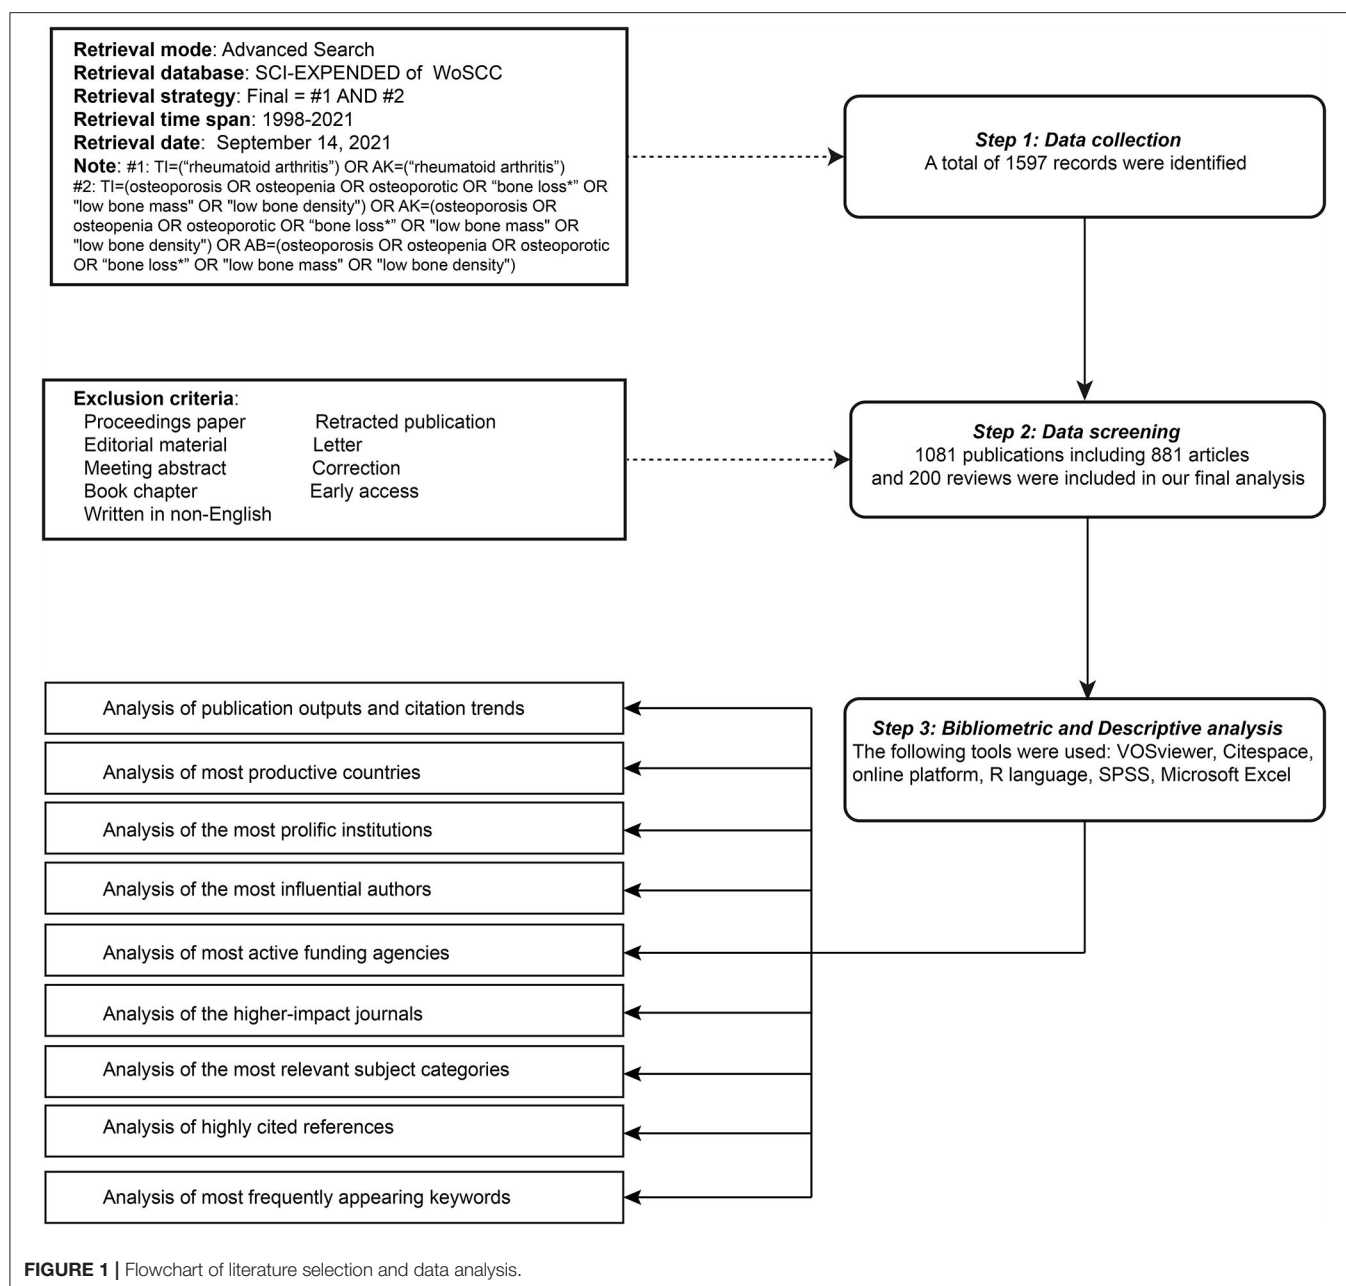 Retrieval mode: Advanced Search
Retrieval database: SCI-EXPENDED of WoSCC
Retrieval strategy: Final = #1 AND #2
Retrieval time span: 1998-2021
Retrieval date: September 14, 2021
Note: #1: TI=(“rheumatoid arthritis”) OR AK=(“rheumatoid arthritis”)
#2: TI=(osteoporosis OR osteopenia OR osteoporotic OR “bone loss*” OR
"low bone mass" OR "low bone density") OR AK=(osteoporosis OR
osteopenia OR osteoporotic OR “bone loss*” OR "low bone mass" OR
"low bone density") OR AB=(osteoporosis OR osteopenia OR osteoporotic
OR “bone loss*” OR "low bone mass" OR "low bone density")
Step 1: Data collection
A total of 1597 records were identified
Exclusion criteria:
Proceedings paper Retracted publication
Editorial material Letter
Meeting abstract Correction
Book chapter Early access
Written in non-English
Step 2: Data screening
1081 publications including 881 articles
and 200 reviews were included in our final analysis
Step 3: Bibliometric and Descriptive analysis
The following tools were used: VOSviewer, Citespace,
online platform, R language, SPSS, Microsoft Excel
Analysis of publication outputs and citation trends
Analysis of most productive countries
Analysis of the most prolific institutions
Analysis of the most influential authors
Analysis of most active funding agencies
Analysis of the higher-impact journals
Analysis of the most relevant subject categories
Analysis of highly cited references
Analysis of most frequently appearing keywords
FIGURE 1 | Flowchart of literature selection and data analysis.